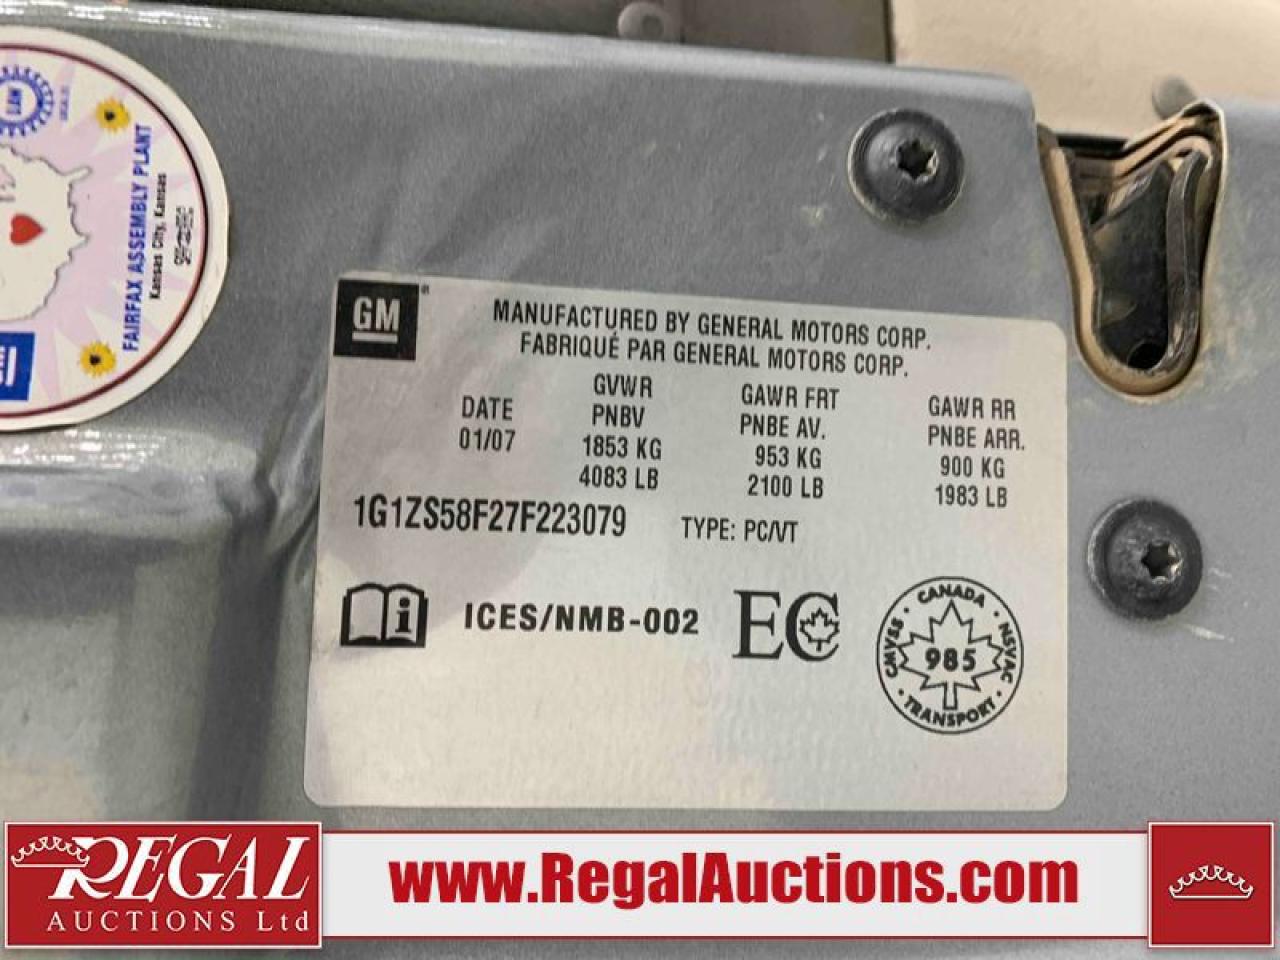 UAW
FAIRFAX ASSEMBLY PLANT
Kansas City, Kansas
GM
MANUFACTURED BY GENERAL MOTORS CORP.
FABRIQUÉ PAR GENERAL MOTORS CORP.
DATE
01/07
GVWR
PNBV
1853 KG
4083 LB
GAWR FRT
PNBE AV.
953 KG
2100 LB
GAWR RR
PNBE ARR.
900 KG
1983 LB
1G1ZS58F27F223079 TYPE: PC/VT
i ICES/NMB-002 EC
CANADA
CMVSS 985 NSVAC
TRANSPORT
REGAL
AUCTIONS Ltd
www.RegalAuctions.com